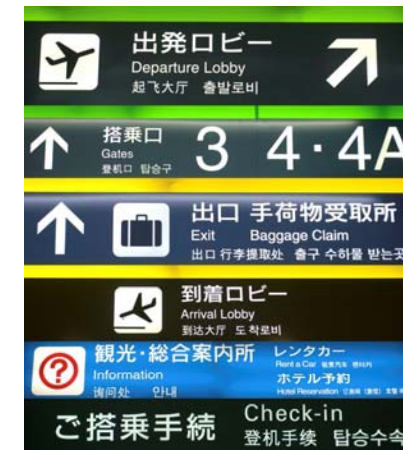 出発ロビー
Departure Lobby
起飞大厅 출발로비
搭乗口 3 4・4A
Gates
登机口 탑승구
出口 手荷物受取所
Exit Baggage Claim
出口 行李提取处 출구 수하물 받는곳
到着ロビー
Arrival Lobby
到达大厅 도착로비
観光・総合案内所 レンタカー
Information Rent a Car
ホテル予約
询问处 안내 Hotel Reservation
ご搭乗手続 Check-in
登机手续 탑승수속